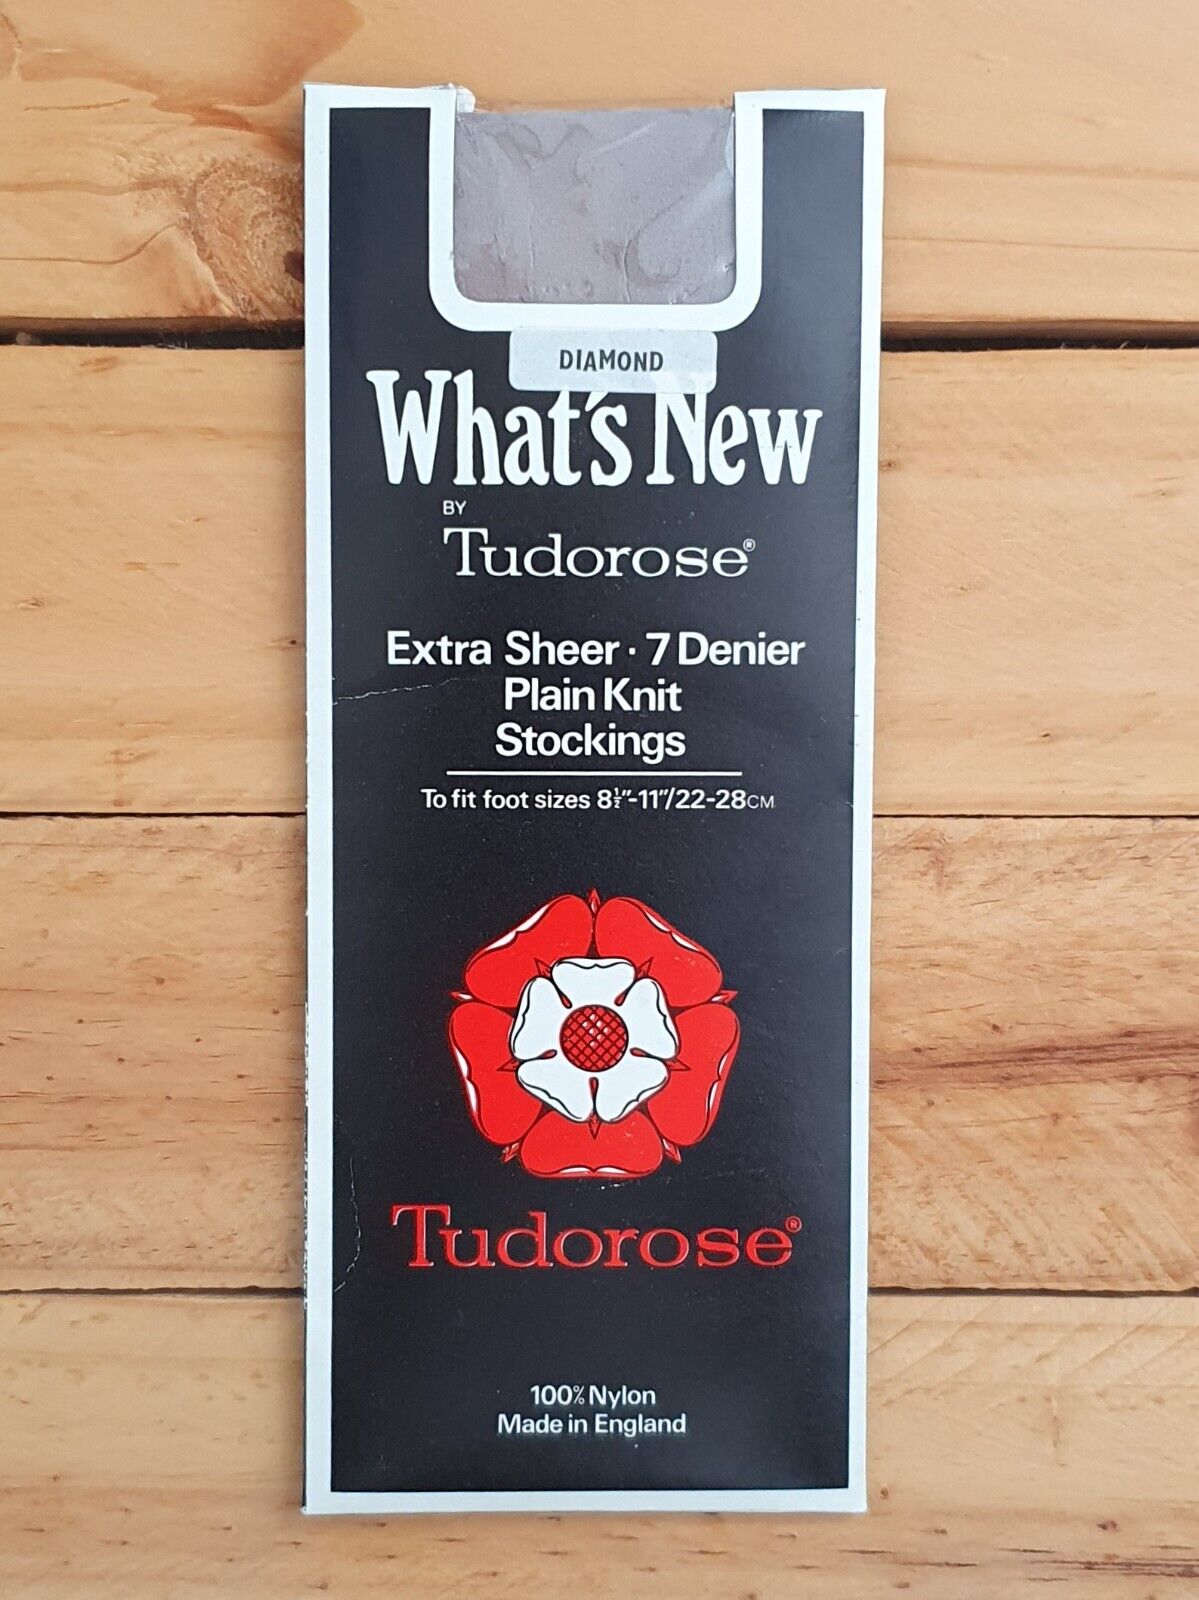 DIAMOND
What's New
BY
Tudorose®
Extra Sheer · 7 Denier
Plain Knit
Stockings
To fit foot sizes 8½"-11"/22-28CM
Tudorose®
100% Nylon
Made in England